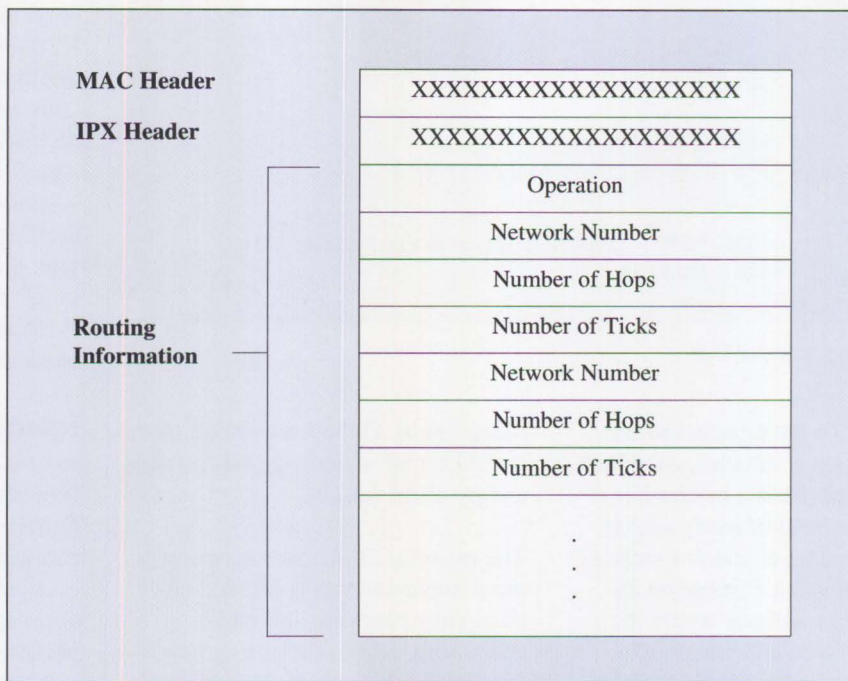 MAC Header
XXXXXXXXXXXXXXXXXXX
IPX Header
XXXXXXXXXXXXXXXXXXX
Operation
Network Number
Number of Hops
Routing
Information
Number of Ticks
Network Number
Number of Hops
Number of Ticks
.
.
.